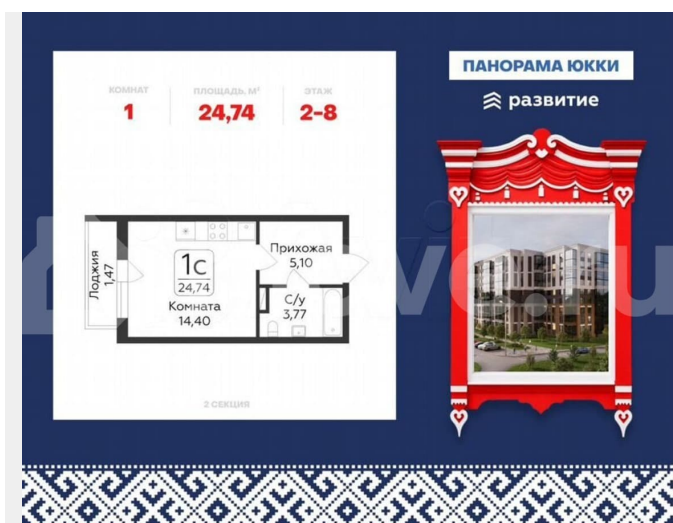 КОМНАТ
1
ПЛОЩАДЬ, М²
24,74
ЭТАЖ
2-8
Лоджия
1,47
1С
24,74
Комната
14,40
Прихожая
5,10
С/у
3,77
2 СЕКЦИЯ
ПАНОРАМА ЮККИ
развитие